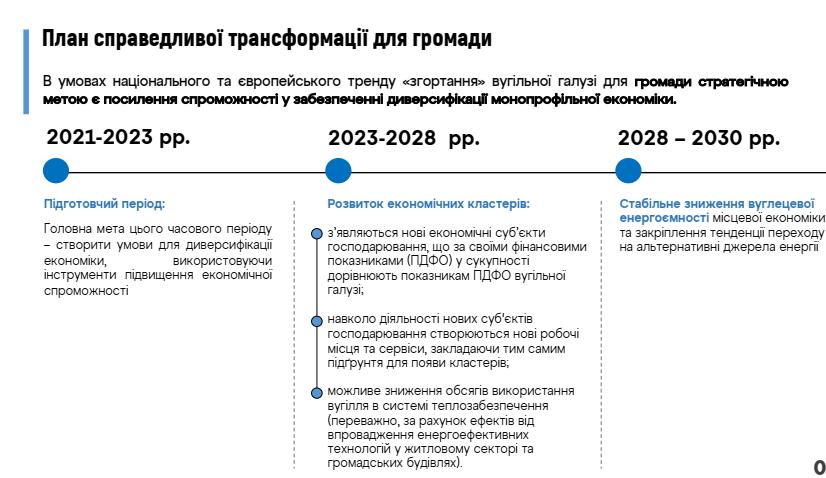 План справедливої трансформації для громади
В умовах національного та європейського тренду «згортання» вугільної галузі для громади стратегічною
метою є посилення спроможності у забезпеченні диверсифікації монопрофільної економіки.
2021-2023 рр.
2023-2028 рр.
2028 – 2030 рр.
Підготовчий період:
Головна мета цього часового періоду
– створити умови для диверсифікації
економіки, використовуючи
інструменти підвищення економічної
спроможності
Розвиток економічних кластерів:
з’являються нові економічні суб’єкти
господарювання, що за своїми фінансовими
показниками (ПДФО) у сукупності
дорівнюють показникам ПДФО вугільної
галузі;
навколо діяльності нових суб’єктів
господарювання створюються нові робочі
місця та сервіси, закладаючи тим самим
підґрунтя для появи кластерів;
можливе зниження обсягів використання
вугілля в системі теплозабезпечення
(переважно, за рахунок ефектів від
впровадження енергоефективних
технологій у житловому секторі та
громадських будівлях).
Стабільне зниження вуглецевої
енергоємності місцевої економіки
та закріплення тенденції переходу
на альтернативні джерела енергії
0